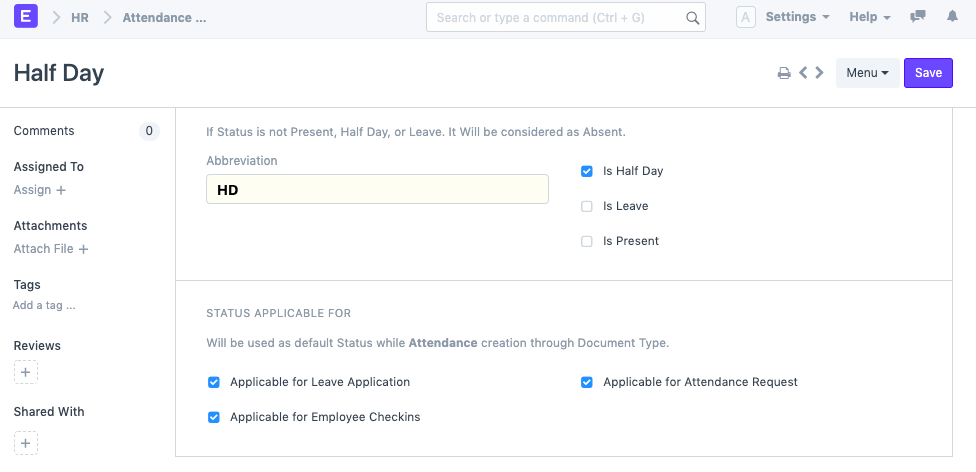 E HR Attendance ... Search or type a command (Ctrl + G) A Settings Help
Half Day Menu Save
Comments 0
Assigned To
Assign +
Attachments
Attach File +
Tags
Add a tag ...
Reviews
+
Shared With
+
If Status is not Present, Half Day, or Leave. It Will be considered as Absent.
Abbreviation
HD
Is Half Day
Is Leave
Is Present
STATUS APPLICABLE FOR
Will be used as default Status while Attendance creation through Document Type.
Applicable for Leave Application Applicable for Attendance Request
Applicable for Employee Checkins